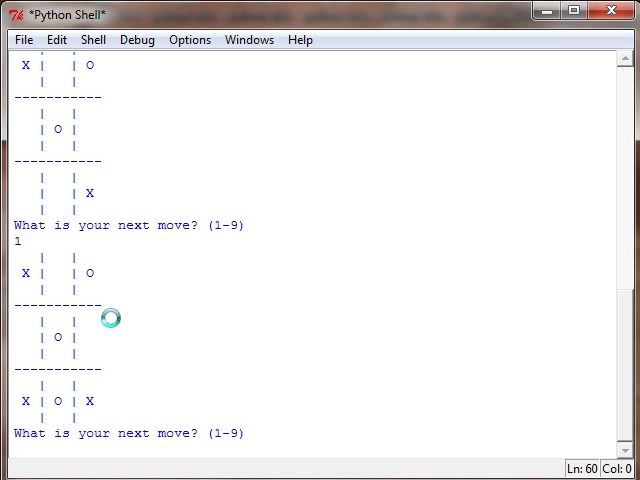 *Python Shell*
File Edit Shell Debug Options Windows Help
X | | O
| |
-----------
| |
| O |
| |
-----------
| |
| | X
| |
What is your next move? (1-9)
1
| |
X | | O
| |
-----------
| |
| O |
| |
-----------
| |
X | O | X
| |
What is your next move? (1-9)
Ln: 60 Col: 0